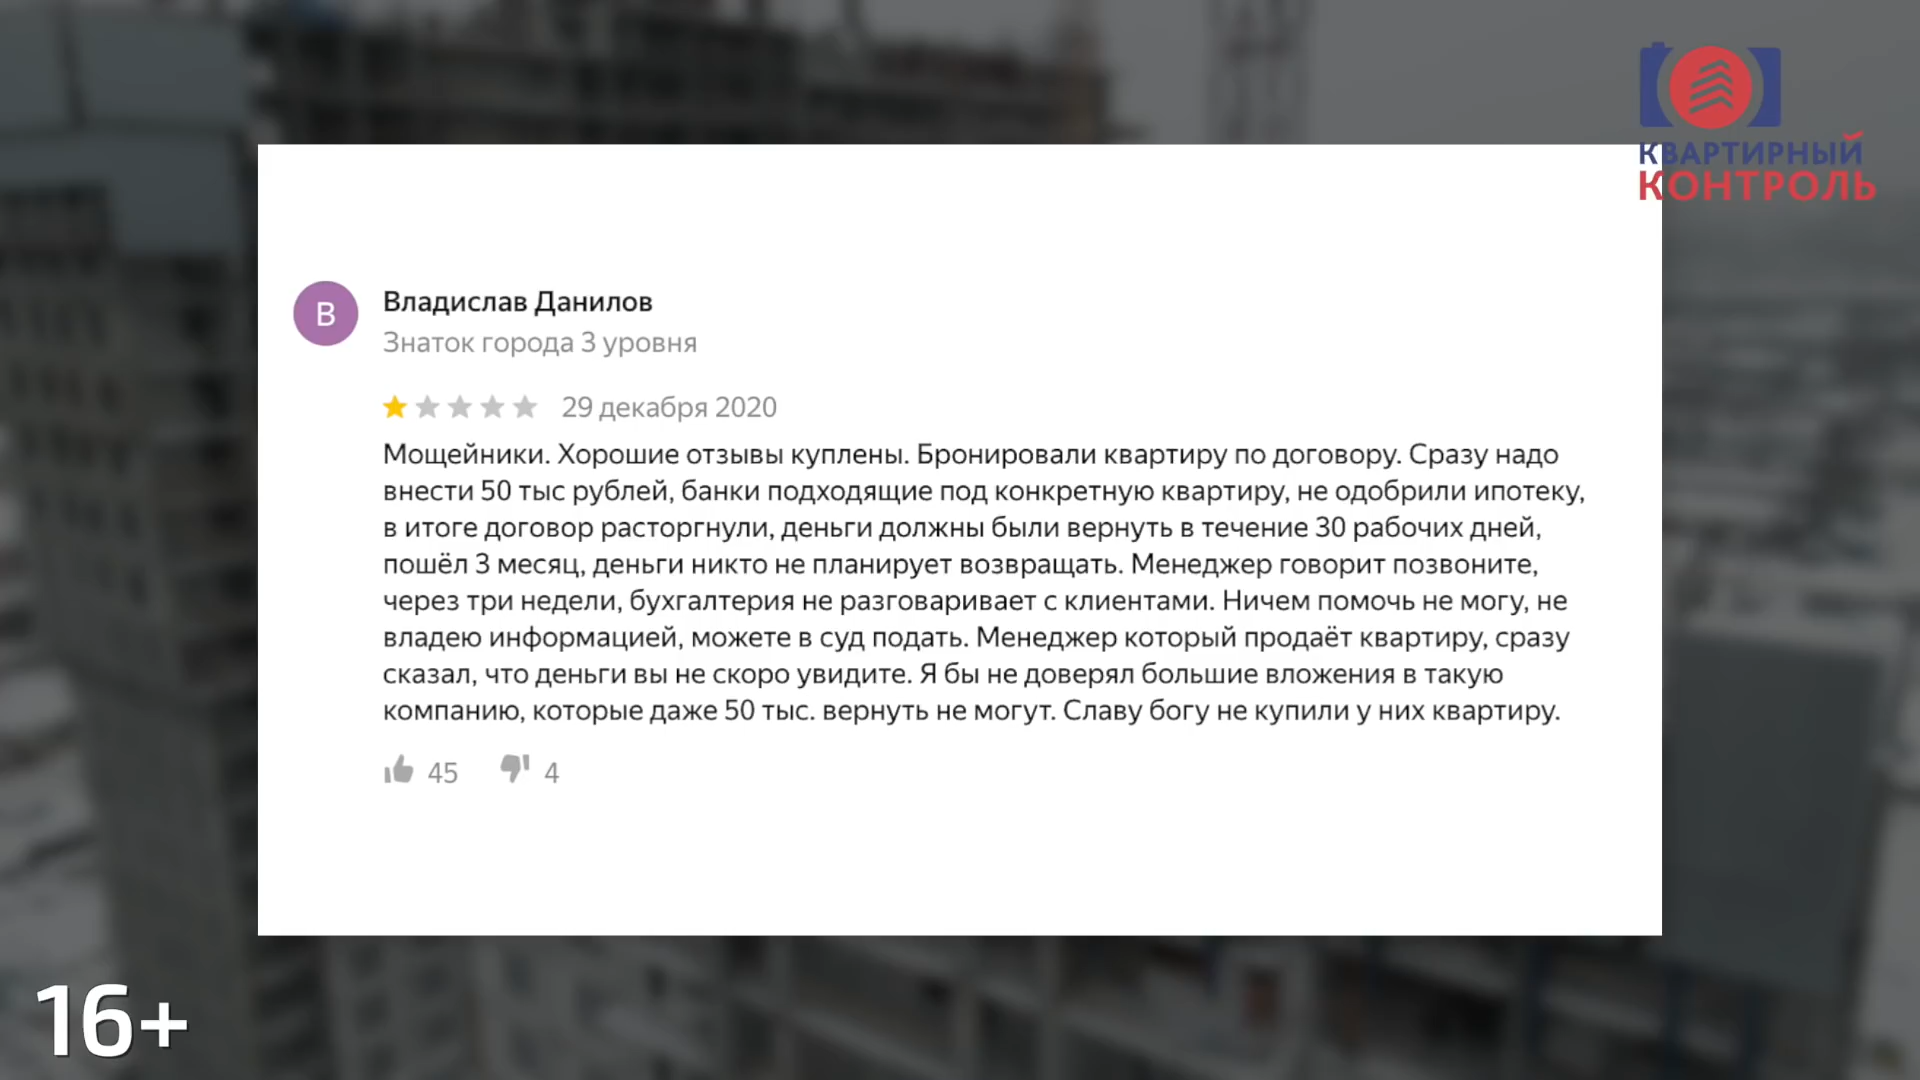 КВАРТИРНЫЙ
КОНТРОЛЬ
В
Владислав Данилов
Знаток города 3 уровня
29 декабря 2020
Мощейники. Хорошие отзывы куплены. Бронировали квартиру по договору. Сразу надо
внести 50 тыс рублей, банки подходящие под конкретную квартиру, не одобрили ипотеку,
в итоге договор расторгнули, деньги должны были вернуть в течение 30 рабочих дней,
пошёл 3 месяц, деньги никто не планирует возвращать. Менеджер говорит позвоните,
через три недели, бухгалтерия не разговаривает с клиентами. Ничем помочь не могу, не
владею информацией, можете в суд подать. Менеджер который продаёт квартиру, сразу
сказал, что деньги вы не скоро увидите. Я бы не доверял большие вложения в такую
компанию, которые даже 50 тыс. вернуть не могут. Славу богу не купили у них квартиру.
45 4
16+